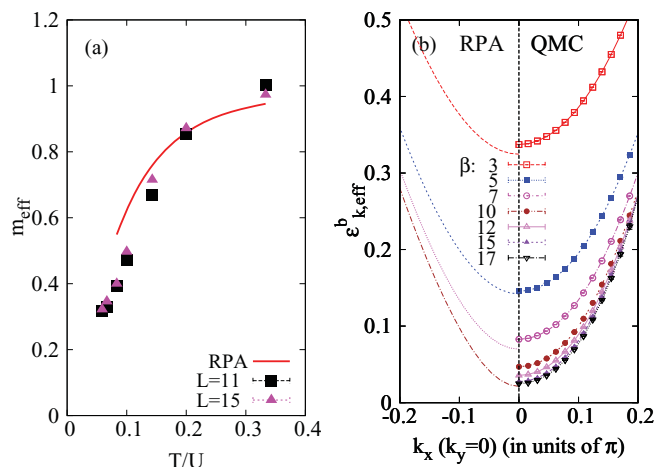 (a)
m_eff
1
0.8
0.6
0.4
0.2
0
0 0.1 0.2 0.3 0.4
T/U
RPA
L=11
L=15
(b) RPA QMC
ε^b_k,eff
0.5
0.4
0.3
0.2
0.1
0
β: 3
5
7
10
12
15
17
-0.2 -0.1 0 0.1 0.2
k_x (k_y=0) (in units of π)